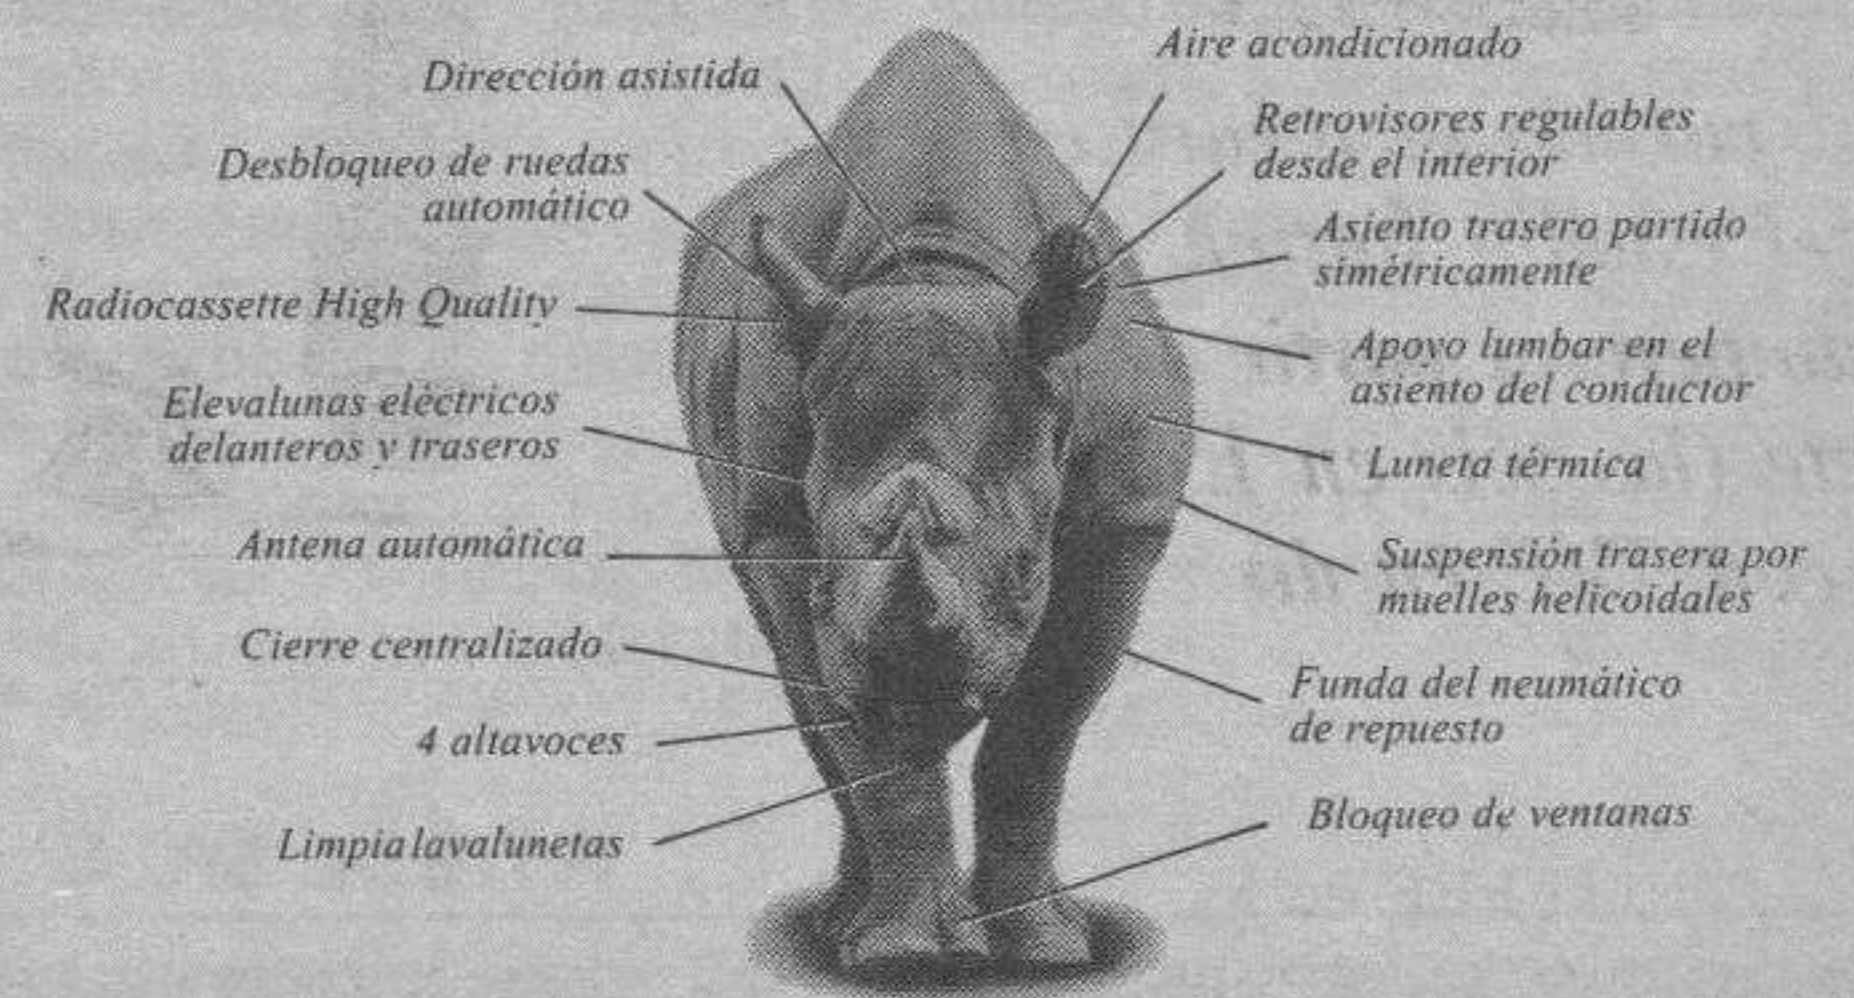 Dirección asistida
Desbloqueo de ruedas
automático
Radiocassette High Quality
Elevalunas eléctricos
delanteros y traseros
Antena automática
Cierre centralizado
4 altavoces
Limpialavalunetas
Aire acondicionado
Retrovisores regulables
desde el interior
Asiento trasero partido
simétricamente
Apoyo lumbar en el
asiento del conductor
Luneta térmica
Suspensión trasera por
muelles helicoidales
Funda del neumático
de repuesto
Bloqueo de ventanas